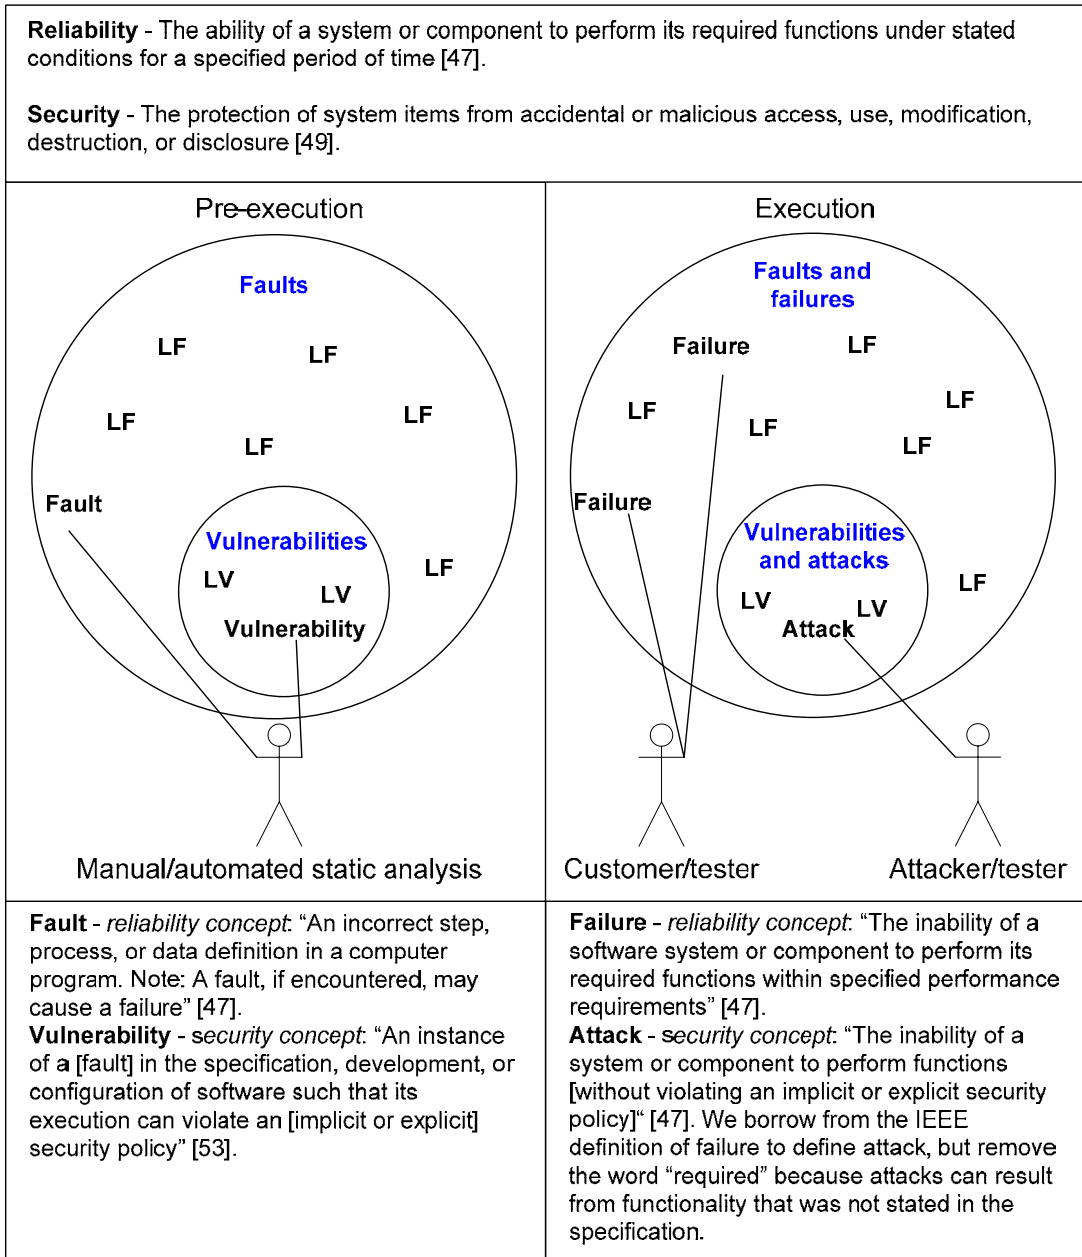 Reliability - The ability of a system or component to perform its required functions under stated
conditions for a specified period of time [47].
Security - The protection of system items from accidental or malicious access, use, modification,
destruction, or disclosure [49].
Pre-execution
Faults
LF
LF
LF
LF
LF
Fault
Vulnerabilities
LF
LV
LV
Vulnerability
Manual/automated static analysis
Execution
Faults and
failures
Failure
LF
LF
LF
LF
LF
Failure
Vulnerabilities
and attacks
LF
LV
LV
Attack
Customer/tester
Attacker/tester
Fault - reliability concept: “An incorrect step,
process, or data definition in a computer
program. Note: A fault, if encountered, may
cause a failure” [47].
Vulnerability - security concept: “An instance
of a [fault] in the specification, development, or
configuration of software such that its
execution can violate an [implicit or explicit]
security policy” [53].
Failure - reliability concept: “The inability of a
software system or component to perform its
required functions within specified performance
requirements” [47].
Attack - security concept: “The inability of a
system or component to perform functions
[without violating an implicit or explicit security
policy]“ [47]. We borrow from the IEEE
definition of failure to define attack, but remove
the word “required” because attacks can result
from functionality that was not stated in the
specification.